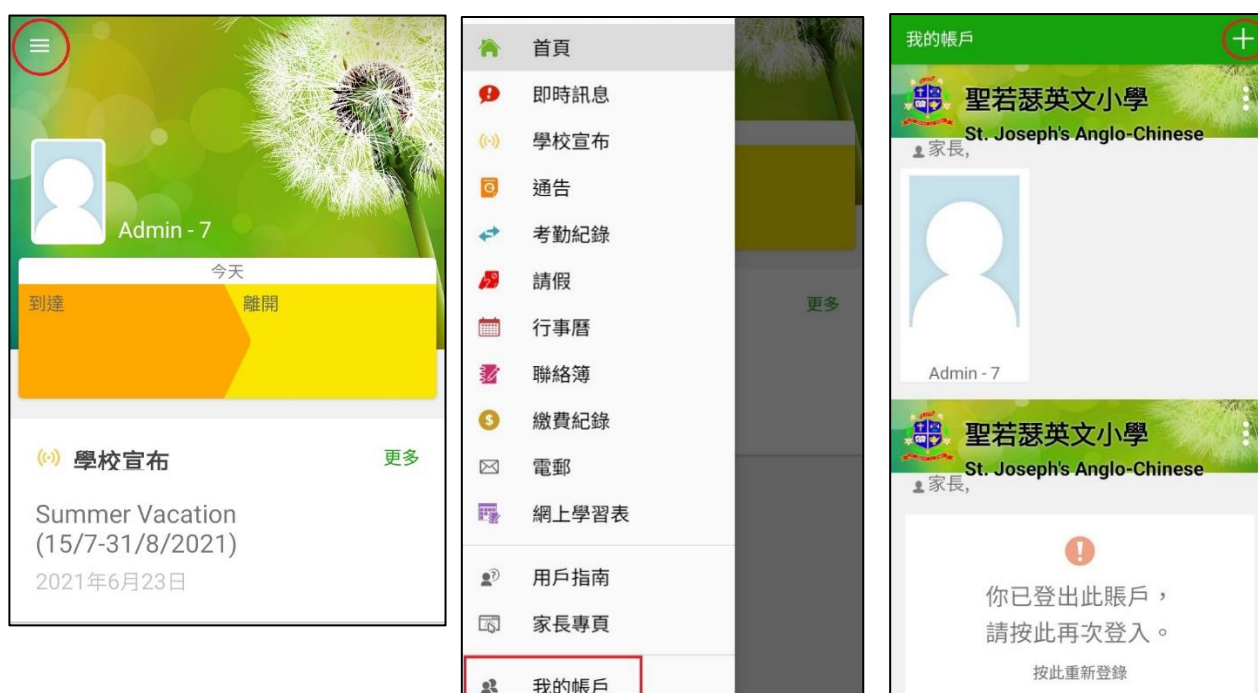 Admin - 7
今天
到達
離開
學校宣布
更多
Summer Vacation
(15/7-31/8/2021)
2021年6月23日
首頁
即時訊息
學校宣布
通告
考勤紀錄
請假
行事曆
聯絡簿
繳費紀錄
電郵
網上學習表
用戶指南
家長專頁
我的帳戶
更多
我的帳戶
聖若瑟英文小學
St. Joseph's Anglo-Chinese
家長,
Admin - 7
聖若瑟英文小學
St. Joseph's Anglo-Chinese
家長,
你已登出此賬戶，
請按此再次登入。
按此重新登錄